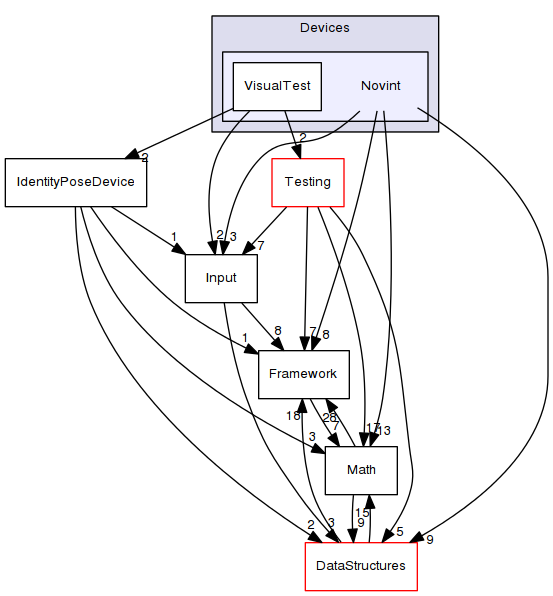 Devices
VisualTest
Novint
2
2
IdentityPoseDevice
Testing
1
2
3
7
Input
8
1
7
8
Framework
18
28
7
17
13
3
Math
15
9
2
3
5
9
DataStructures